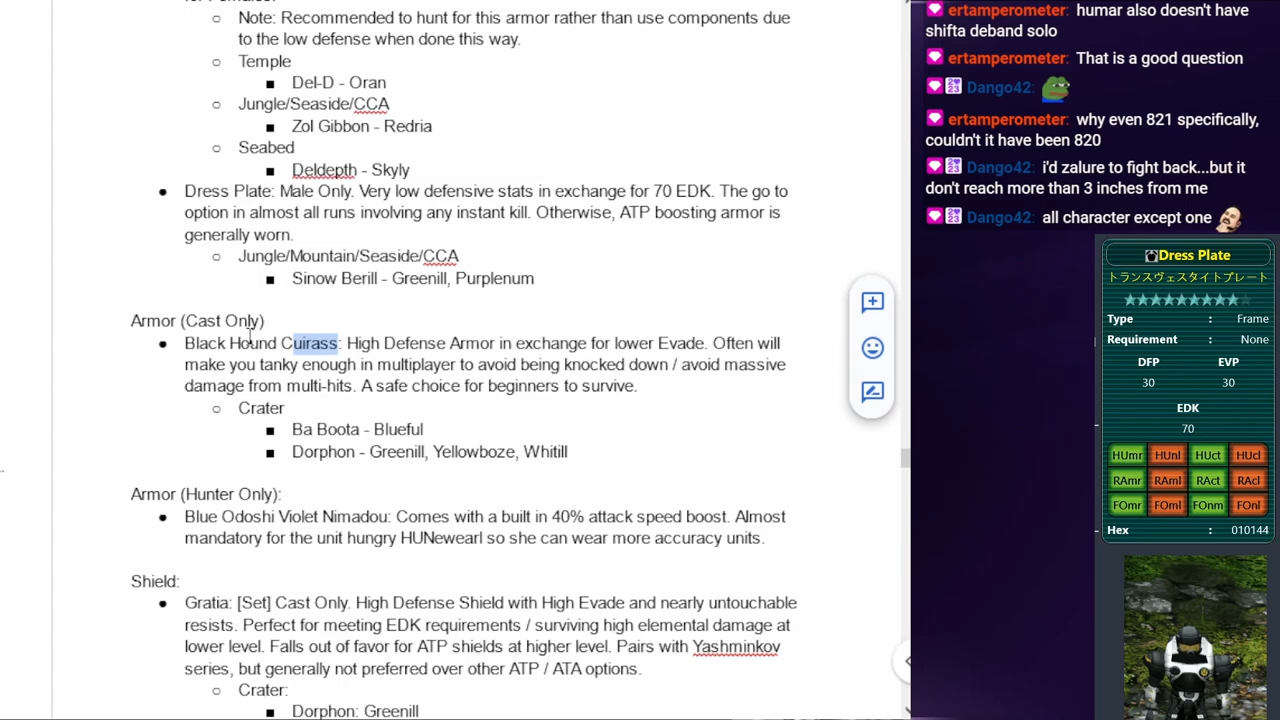 for Females.
Note: Recommended to hunt for this armor rather than use components due
to the low defense when done this way.
Temple
Del-D - Oran
Jungle/Seaside/CCA
Zol Gibbon - Redria
Seabed
Deldepth - Skyly
Dress Plate: Male Only. Very low defensive stats in exchange for 70 EDK. The go to
option in almost all runs involving any instant kill. Otherwise, ATP boosting armor is
generally worn.
Jungle/Mountain/Seaside/CCA
Sinow Berill - Greenill, Purplenum
Armor (Cast Only)
Black Hound Cuirass: High Defense Armor in exchange for lower Evade. Often will
make you tanky enough in multiplayer to avoid being knocked down / avoid massive
damage from multi-hits. A safe choice for beginners to survive.
Crater
Ba Boota - Blueful
Dorphon - Greenill, Yellowboze, Whitill
Armor (Hunter Only):
Blue Odoshi Violet Nimadou: Comes with a built in 40% attack speed boost. Almost
mandatory for the unit hungry HUNewearl so she can wear more accuracy units.
Shield:
Gratia: [Set] Cast Only. High Defense Shield with High Evade and nearly untouchable
resists. Perfect for meeting EDK requirements / surviving high elemental damage at
lower level. Falls out of favor for ATP shields at higher level. Pairs with Yashminkov
series, but generally not preferred over other ATP / ATA options.
Crater:
Dorphon: Greenill
ertamperometer: humar also doesn't have
shifta deband solo
ertamperometer: That is a good question
Dango42:
ertamperometer: why even 821 specifically,
couldn't it have been 820
Dango42: i'd zalure to fight back...but it
don't reach more than 3 inches from me
Dango42: all character except one
Dress Plate
トランスヴェスタイトプレート
Type : Frame
Requirement : None
DFP EVP
30 30
EDK
70
HUmr HUnl HUct HUcl
RAmr RAml RAct RAcl
FOmr FOml FOnm FOnl
Hex : 010144